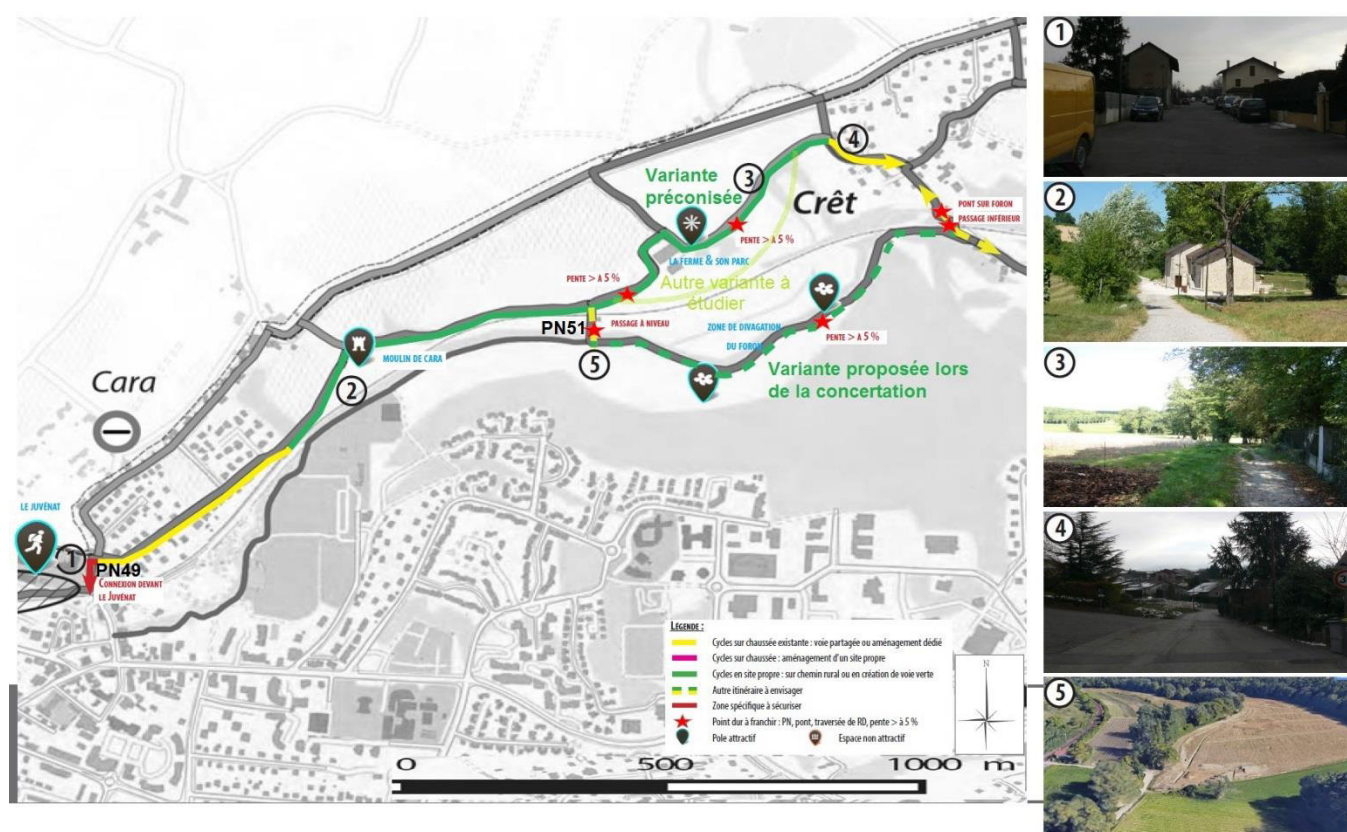 Variante
préconisée
3
4
Crêt
PONT SUR FORON
PASSAGE INFÉRIEUR
PENTE > À 5 %
LA FERME & SON PARC
PENTE > À 5 %
Autre variante à
étudier
PN51
PASSAGE À NIVEAU
ZONE DE DIVAGATION
DU FORON
PENTE > À 5 %
5
Variante proposée lors
de la concertation
MOULIN DE CARA
2
Cara
LE JUVÉNAT
1
PN49
CONNEXION DEVANT
LE JUVÉNAT
LÉGENDE :
Cycles sur chaussée existante : voie partagée ou aménagement dédié
Cycles sur chaussée : aménagement d'un site propre
Cycles en site propre : sur chemin rural ou en création de voie verte
Autre itinéraire à envisager
Zone spécifique à sécuriser
Point dur à franchir : PN, pont, traversée de RD, pente > à 5 %
Pole attractif
Espace non attractif
N
0 500 1000 m
1
2
3
4
5